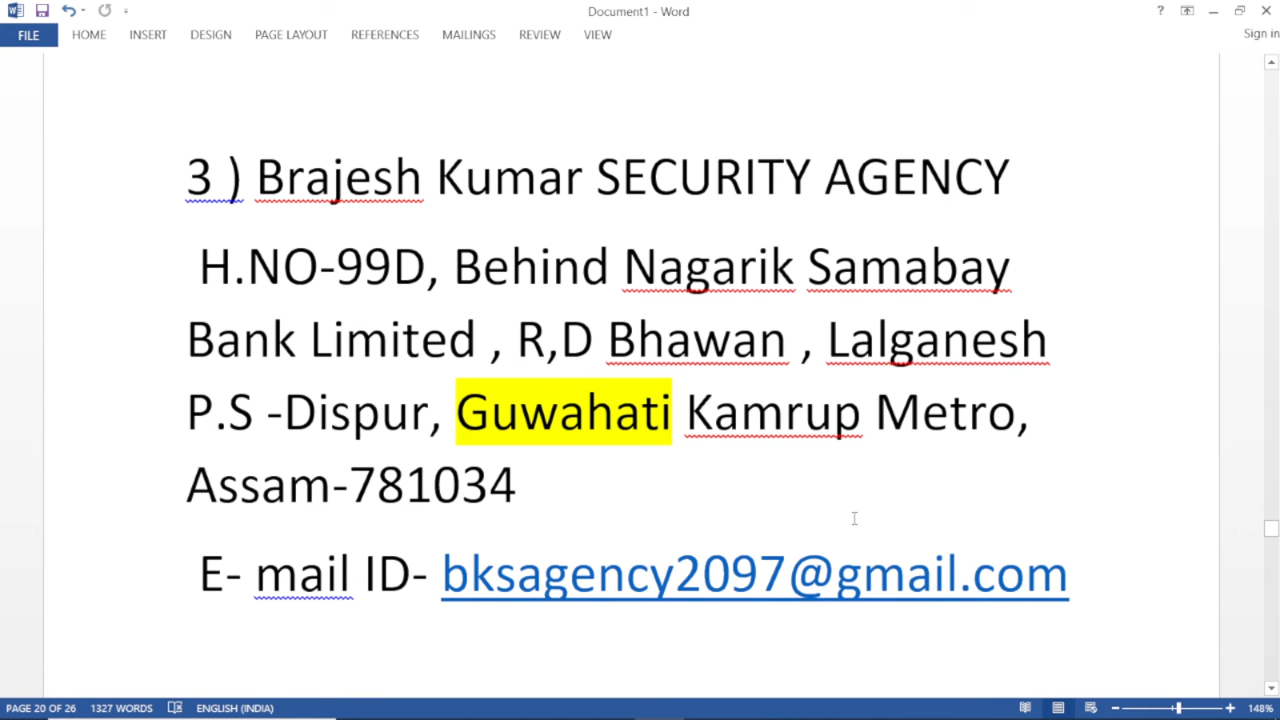 Document1 - Word
?
FILE HOME INSERT DESIGN PAGE LAYOUT REFERENCES MAILINGS REVIEW VIEW Sign in
3 ) Brajesh Kumar SECURITY AGENCY
H.NO-99D, Behind Nagarik Samabay
Bank Limited , R,D Bhawan , Lalganesh
P.S -Dispur, Guwahati Kamrup Metro,
Assam-781034
E- mail ID- bksagency2097@gmail.com
PAGE 20 OF 26 1327 WORDS ENGLISH (INDIA) 148%